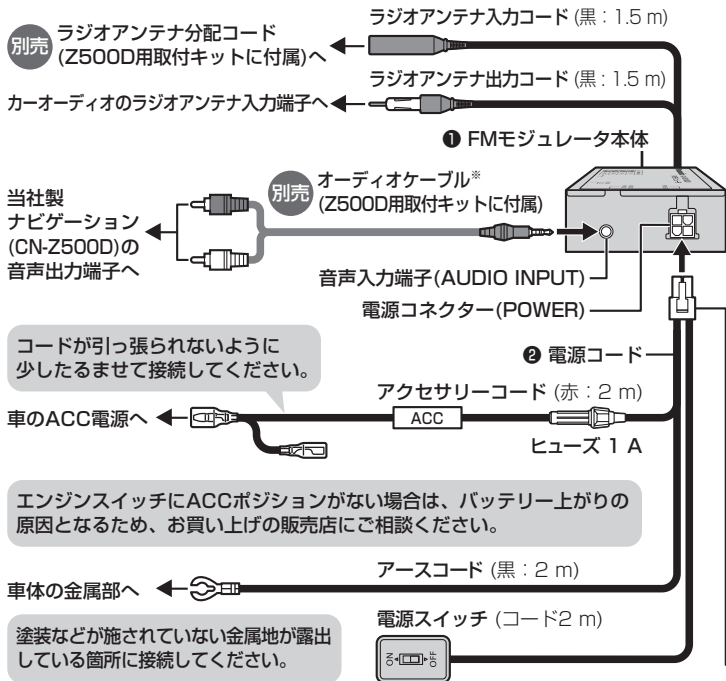 ラジオアンテナ入力コード (黒：1.5 m)
別売
ラジオアンテナ分配コード
(Z500D用取付キットに付属)へ
ラジオアンテナ出力コード (黒：1.5 m)
カーオーディオのラジオアンテナ入力端子へ
❶ FMモジュレータ本体
別売
オーディオケーブル※
(Z500D用取付キットに付属)
当社製
ナビゲーション
(CN-Z500D)の
音声出力端子へ
音声入力端子(AUDIO INPUT)
電源コネクター(POWER)
コードが引っ張られないように
少したるませて接続してください。
❷ 電源コード
アクセサリーコード (赤：2 m)
車のACC電源へ
ACC
ヒューズ 1 A
エンジンスイッチにACCポジションがない場合は、バッテリー上がりの
原因となるため、お買い上げの販売店にご相談ください。
アースコード (黒：2 m)
車体の金属部へ
電源スイッチ (コード2 m)
塗装などが施されていない金属地が露出
している箇所に接続してください。
ON
OFF